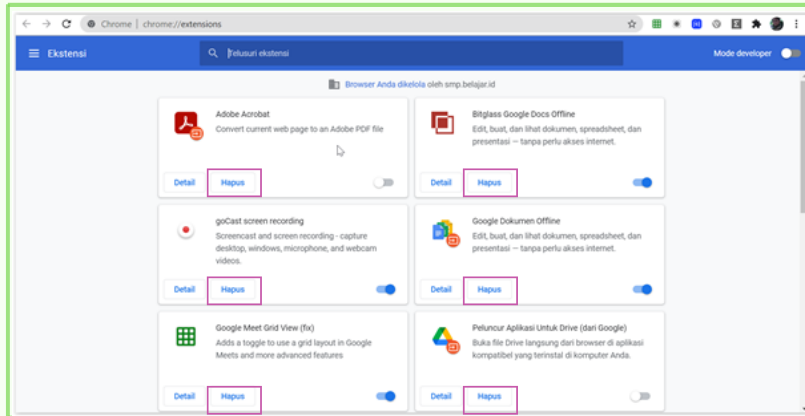 Chrome | chrome://extensions
Ekstensi
Telusuri ekstensi
Mode developer
Browser Anda dikelola oleh smp.belajar.id
Adobe Acrobat
Convert current web page to an Adobe PDF file
Detail
Hapus
Bitglass Google Docs Offline
Edit, buat, dan lihat dokumen, spreadsheet, dan
presentasi — tanpa perlu akses internet.
Detail
Hapus
goCast screen recording
Screencast and screen recording - capture
desktop, windows, microphone, and webcam
videos.
Detail
Hapus
Google Dokumen Offline
Edit, buat, dan lihat dokumen, spreadsheet, dan
presentasi — tanpa perlu akses internet.
Detail
Hapus
Google Meet Grid View (fix)
Adds a toggle to use a grid layout in Google
Meets and more advanced features
Detail
Hapus
Peluncur Aplikasi Untuk Drive (dari Google)
Buka file Drive langsung dari browser di aplikasi
kompatibel yang terinstal di komputer Anda.
Detail
Hapus